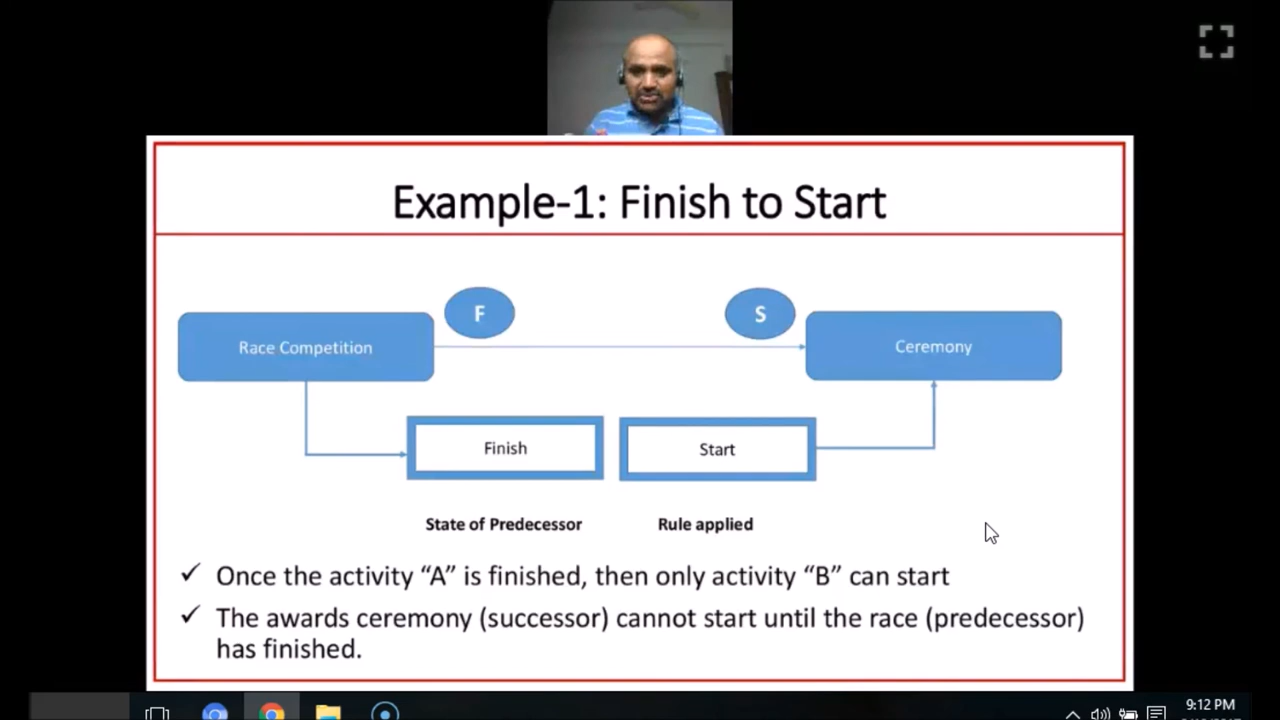 Example-1: Finish to Start
F
S
Race Competition
Ceremony
Finish
Start
State of Predecessor
Rule applied
Once the activity “A” is finished, then only activity “B” can start
The awards ceremony (successor) cannot start until the race (predecessor)
has finished.
9:12 PM